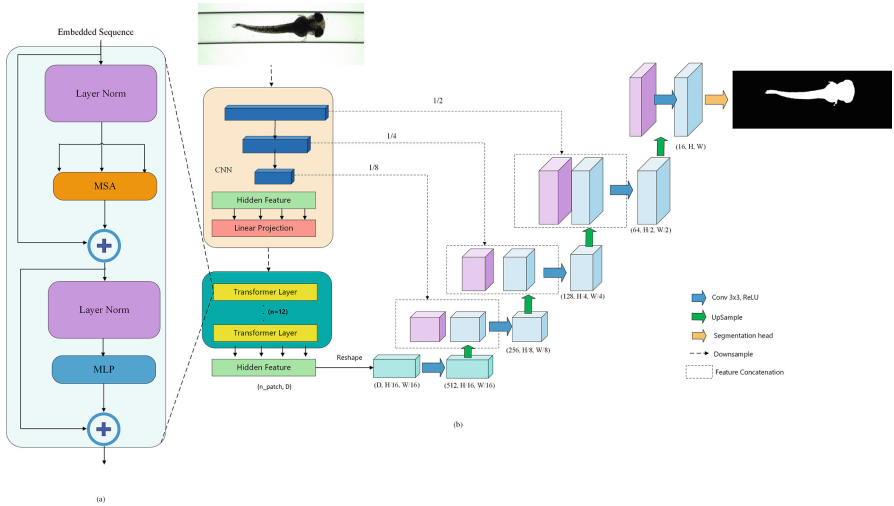 Embedded Sequence
Layer Norm
MSA
Layer Norm
MLP
(a)
CNN
Hidden Feature
Linear Projection
Transformer Layer
(n=12)
Transformer Layer
Hidden Feature
(n_patch, D)
Reshape
(D, H/16, W/16)
(512, H/16, W/16)
(256, H/8, W/8)
(128, H/4, W/4)
(64, H/2, W/2)
(16, H, W)
1/2
1/4
1/8
(b)
Conv 3x3, ReLU
UpSample
Segmentation head
Downsample
Feature Concatenation